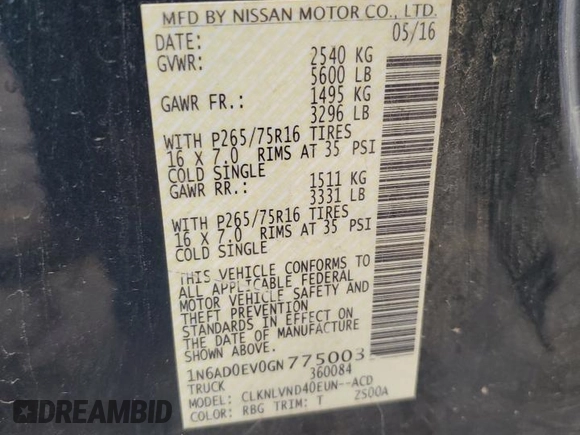 MFD BY NISSAN MOTOR CO., LTD.
DATE: 05/16
GVWR: 2540 KG
5600 LB
GAWR FR.: 1495 KG
3296 LB
WITH P265/75R16 TIRES
16 X 7.0 RIMS AT 35 PSI
COLD SINGLE
GAWR RR.: 1511 KG
3331 LB
WITH P265/75R16 TIRES
16 X 7.0 RIMS AT 35 PSI
COLD SINGLE
THIS VEHICLE CONFORMS TO
ALL APPLICABLE FEDERAL
MOTOR VEHICLE SAFETY AND
THEFT PREVENTION
STANDARDS IN EFFECT ON
THE DATE OF MANUFACTURE
SHOWN ABOVE.
1N6AD0EV0GN775003
TRUCK 360084
MODEL: CLKNLVND40EUN--ACD
COLOR: RBG TRIM: T ZS00A
DREAMBID